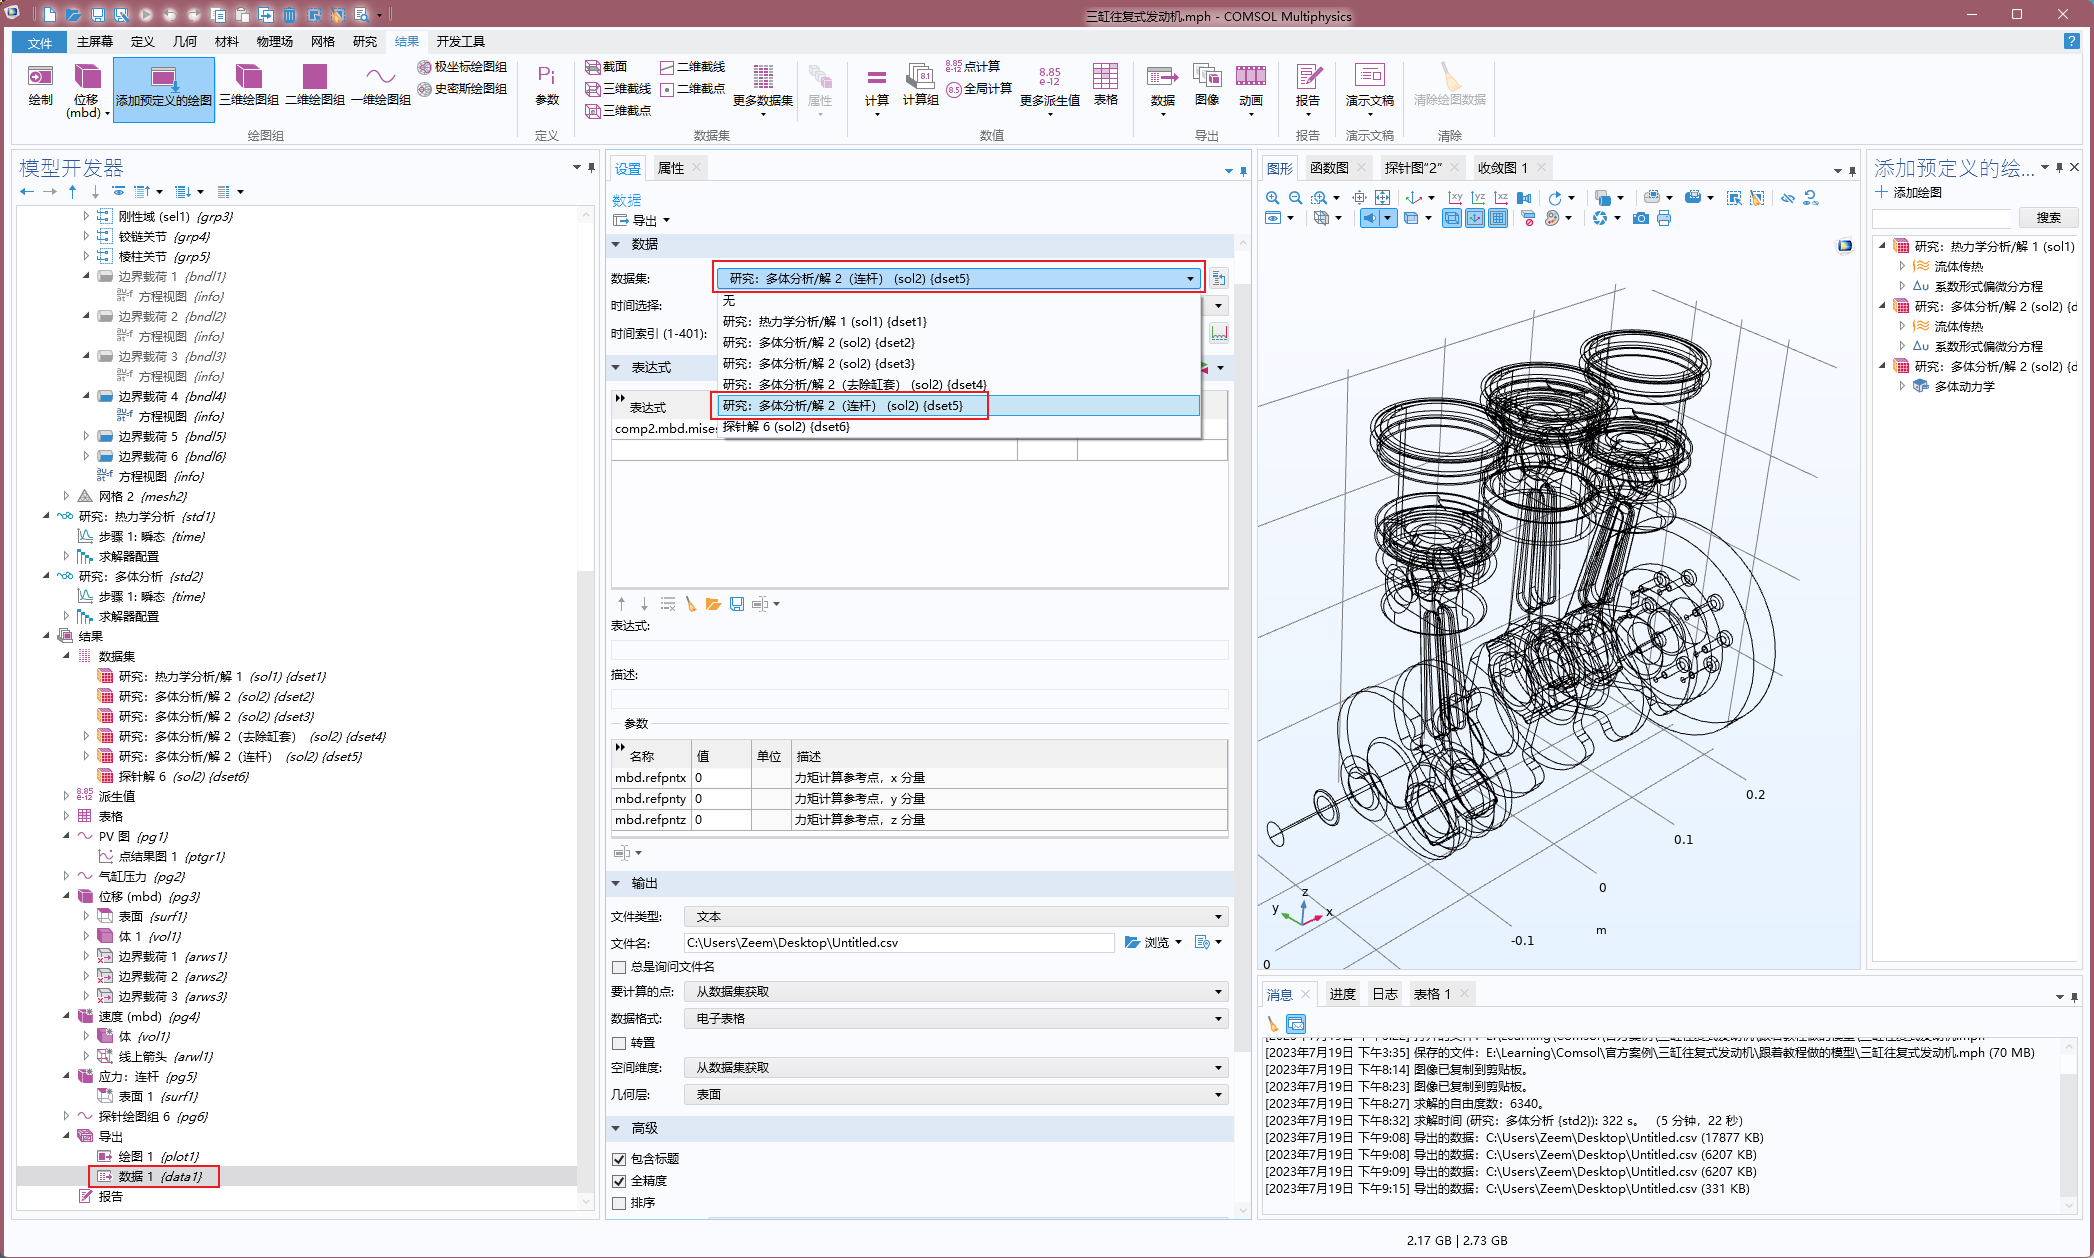 三缸往复式发动机.mph - COMSOL Multiphysics
文件 主屏幕 定义 几何 材料 物理场 网格 研究 结果 开发工具
绘制
位移 (mbd)
添加预定义的绘图
三维绘图组
二维绘图组
一维绘图组
极坐标绘图组
史密斯绘图组
绘图组
Pi
参数
定义
截面
三维截线
三维截点
二维截线
二维截点
更多数据集
属性
数据集
计算
计算组
点计算
全局计算
8.85
e-12
更多派生值
表格
数值
数据
图像
动画
导出
报告
报告
演示文稿
演示文稿
清除绘图数据
清除
模型开发器
刚性域 (sel1) {grp3}
铰链关节 {grp4}
棱柱关节 {grp5}
边界载荷 1 {bndl1}
方程视图 {info}
边界载荷 2 {bndl2}
方程视图 {info}
边界载荷 3 {bndl3}
方程视图 {info}
边界载荷 4 {bndl4}
方程视图 {info}
边界载荷 5 {bndl5}
边界载荷 6 {bndl6}
方程视图 {info}
网格 2 {mesh2}
研究：热力学分析 {std1}
步骤 1: 瞬态 {time}
求解器配置
研究：多体分析 {std2}
步骤 1: 瞬态 {time}
求解器配置
结果
数据集
研究：热力学分析/解 1 (sol1) {dset1}
研究：多体分析/解 2 (sol2) {dset2}
研究：多体分析/解 2 (sol2) {dset3}
研究：多体分析/解 2（去除缸套） (sol2) {dset4}
研究：多体分析/解 2（连杆） (sol2) {dset5}
探针解 6 (sol2) {dset6}
8.85
e-12
派生值
表格
PV 图 {pg1}
点结果图 1 {ptgr1}
气缸压力 {pg2}
位移 (mbd) {pg3}
表面 {surf1}
体 1 {vol1}
边界载荷 1 {arws1}
边界载荷 2 {arws2}
边界载荷 3 {arws3}
速度 (mbd) {pg4}
体 {vol1}
线上箭头 {arwl1}
应力：连杆 {pg5}
表面 1 {surf1}
探针绘图组 6 {pg6}
导出
绘图 1 {plot1}
数据 1 {data1}
报告
设置 属性
数据
导出
数据
数据集: 研究：多体分析/解 2（连杆） (sol2) {dset5}
时间选择:
时间索引 (1-401):
无
研究：热力学分析/解 1 (sol1) {dset1}
研究：多体分析/解 2 (sol2) {dset2}
研究：多体分析/解 2 (sol2) {dset3}
研究：多体分析/解 2（去除缸套） (sol2) {dset4}
研究：多体分析/解 2（连杆） (sol2) {dset5}
探针解 6 (sol2) {dset6}
表达式
表达式
comp2.mbd.mises
表达式:
描述:
参数
名称 值 单位 描述
mbd.refpntx 0 力矩计算参考点，x 分量
mbd.refpnty 0 力矩计算参考点，y 分量
mbd.refpntz 0 力矩计算参考点，z 分量
输出
文件类型: 文本
文件名: C:\Users\Zeem\Desktop\Untitled.csv 浏览
总是询问文件名
要计算的点: 从数据集获取
数据格式: 电子表格
转置
空间维度: 从数据集获取
几何层: 表面
高级
包含标题
全精度
排序
图形 函数图 探针图“2” 收敛图 1
0.2
0.1
0
-0.1
m
0
z
y
x
消息 进度 日志 表格 1
[2023年7月19日 下午3:35] 保存的文件：E:\Learning\Comsol\官方案例\三缸往复式发动机\跟着教程做的模型\三缸往复式发动机.mph (70 MB)
[2023年7月19日 下午8:14] 图像已复制到剪贴板。
[2023年7月19日 下午8:23] 图像已复制到剪贴板。
[2023年7月19日 下午8:27] 求解的自由度数：6340。
[2023年7月19日 下午8:32] 求解时间 (研究：多体分析 {std2}): 322 s。 （5 分钟，22 秒）
[2023年7月19日 下午9:08] 导出的数据：C:\Users\Zeem\Desktop\Untitled.csv (17877 KB)
[2023年7月19日 下午9:08] 导出的数据：C:\Users\Zeem\Desktop\Untitled.csv (6207 KB)
[2023年7月19日 下午9:09] 导出的数据：C:\Users\Zeem\Desktop\Untitled.csv (6207 KB)
[2023年7月19日 下午9:15] 导出的数据：C:\Users\Zeem\Desktop\Untitled.csv (331 KB)
添加预定义的绘...
添加绘图
搜索
研究：热力学分析/解 1 (sol1)
流体传热
Δu 系数形式偏微分方程
研究：多体分析/解 2 (sol2) {d
流体传热
Δu 系数形式偏微分方程
研究：多体分析/解 2 (sol2) {d
多体动力学
2.17 GB | 2.73 GB